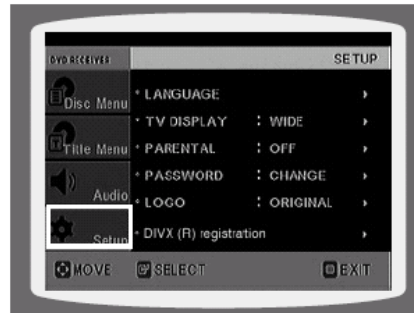 DVD RECEIVER SETUP
Disc Menu
Title Menu
Audio
Setup
• LANGUAGE
• TV DISPLAY : WIDE
• PARENTAL : OFF
• PASSWORD : CHANGE
• LOGO : ORIGINAL
• DIVX (R) registration
MOVE SELECT EXIT